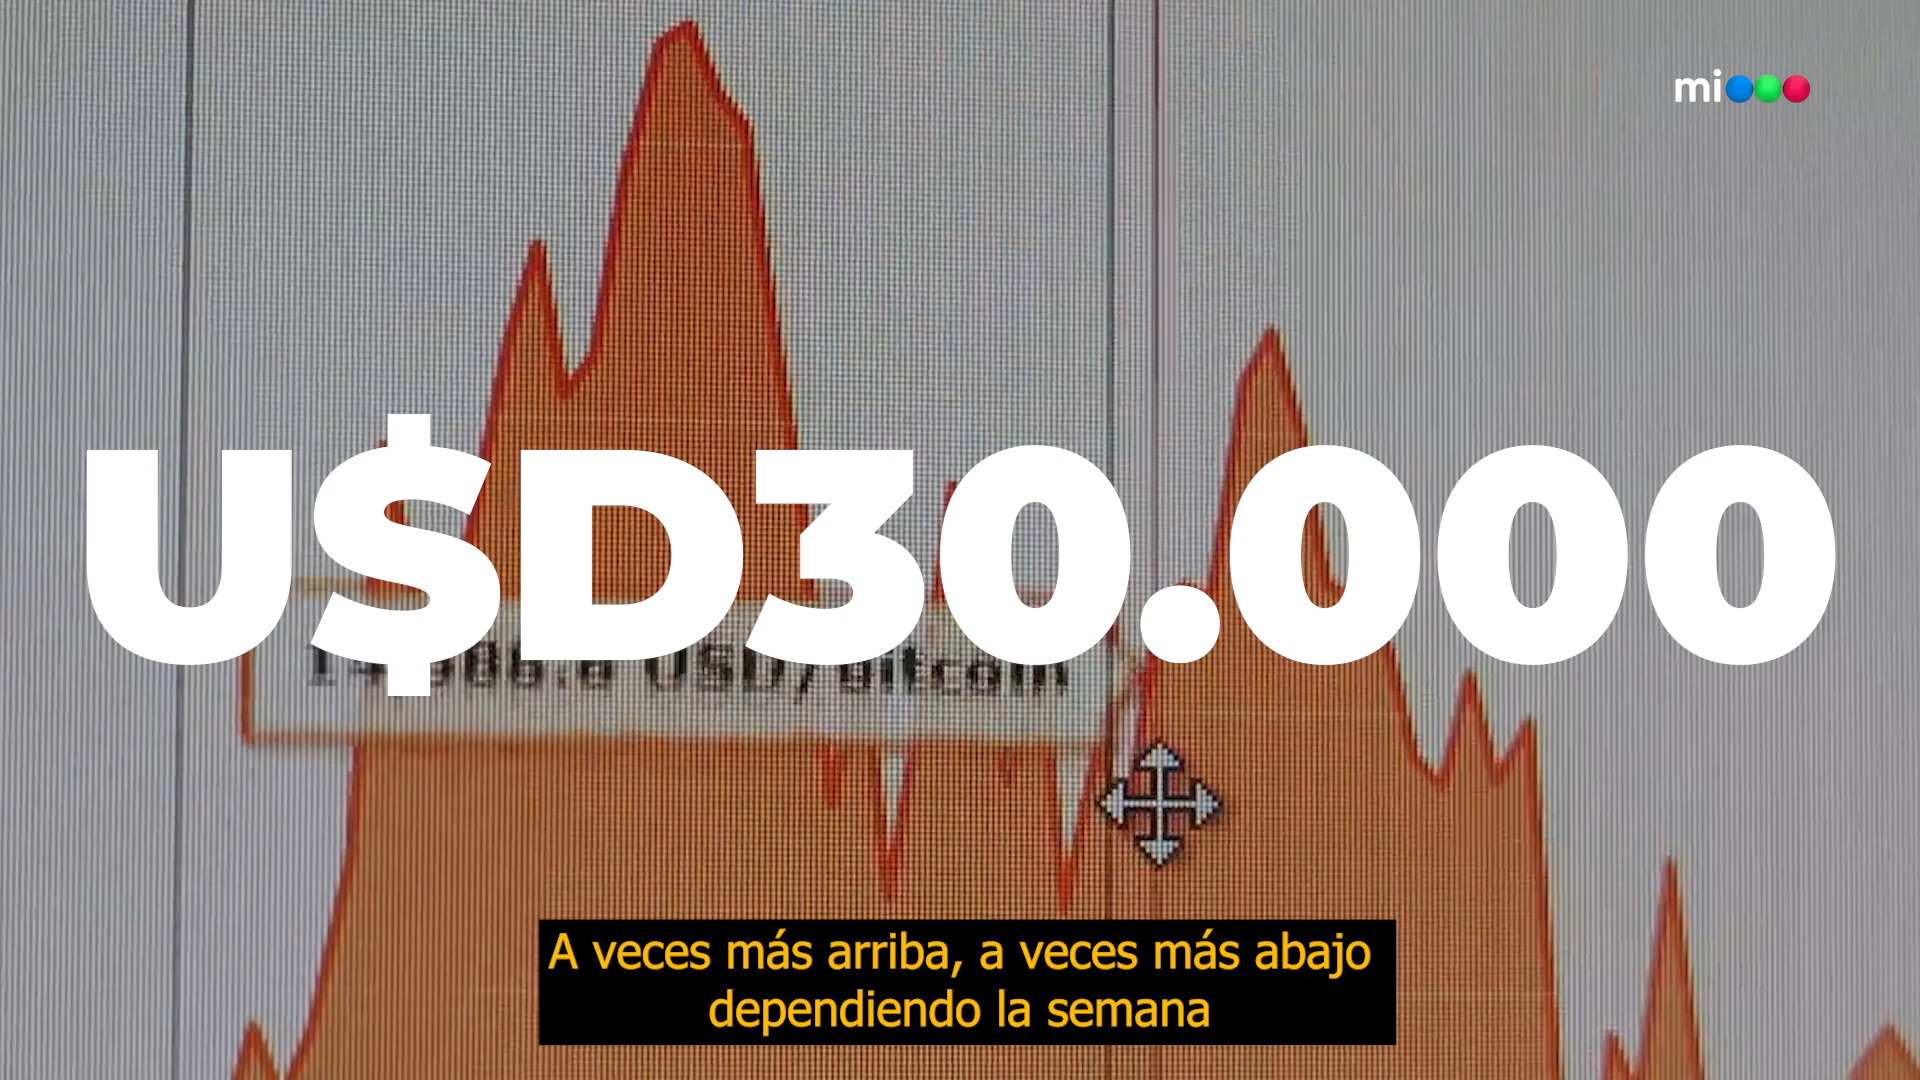 mi
U$D30.000
USD/bitcoin
A veces más arriba, a veces más abajo
dependiendo la semana